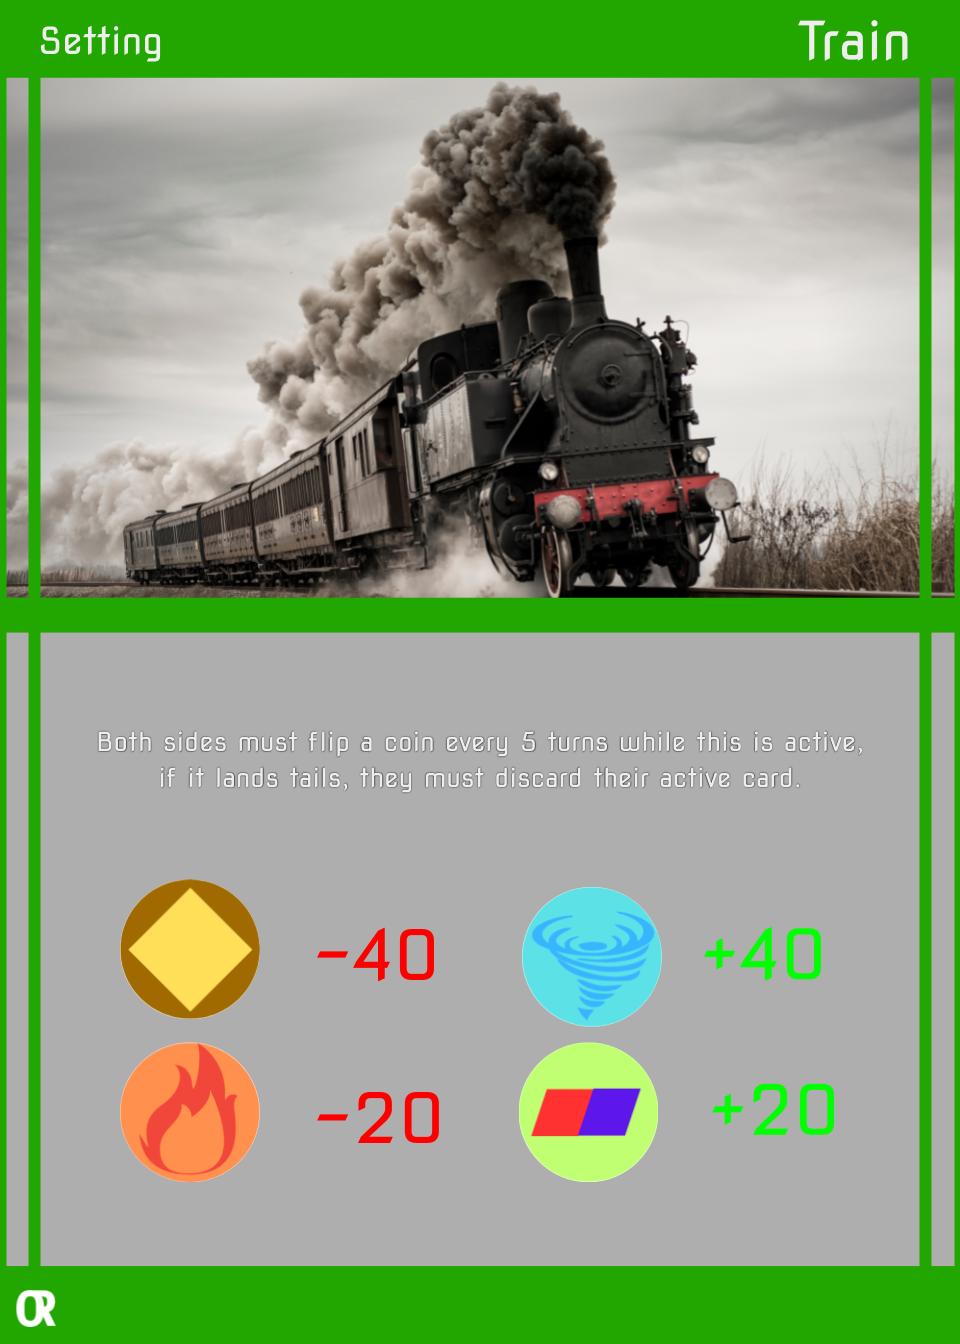 Setting
Train
Both sides must flip a coin every 5 turns while this is active,
if it lands tails, they must discard their active card.
-40
+40
-20
+20
OR